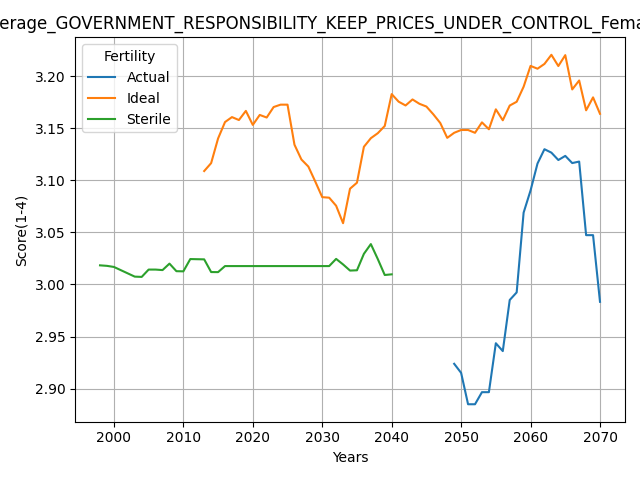 erage_GOVERNMENT_RESPONSIBILITY_KEEP_PRICES_UNDER_CONTROL_Fema
Fertility
Actual
Ideal
Sterile
3.20
3.15
3.10
3.05
3.00
2.95
2.90
Score(1-4)
2000 2010 2020 2030 2040 2050 2060 2070
Years